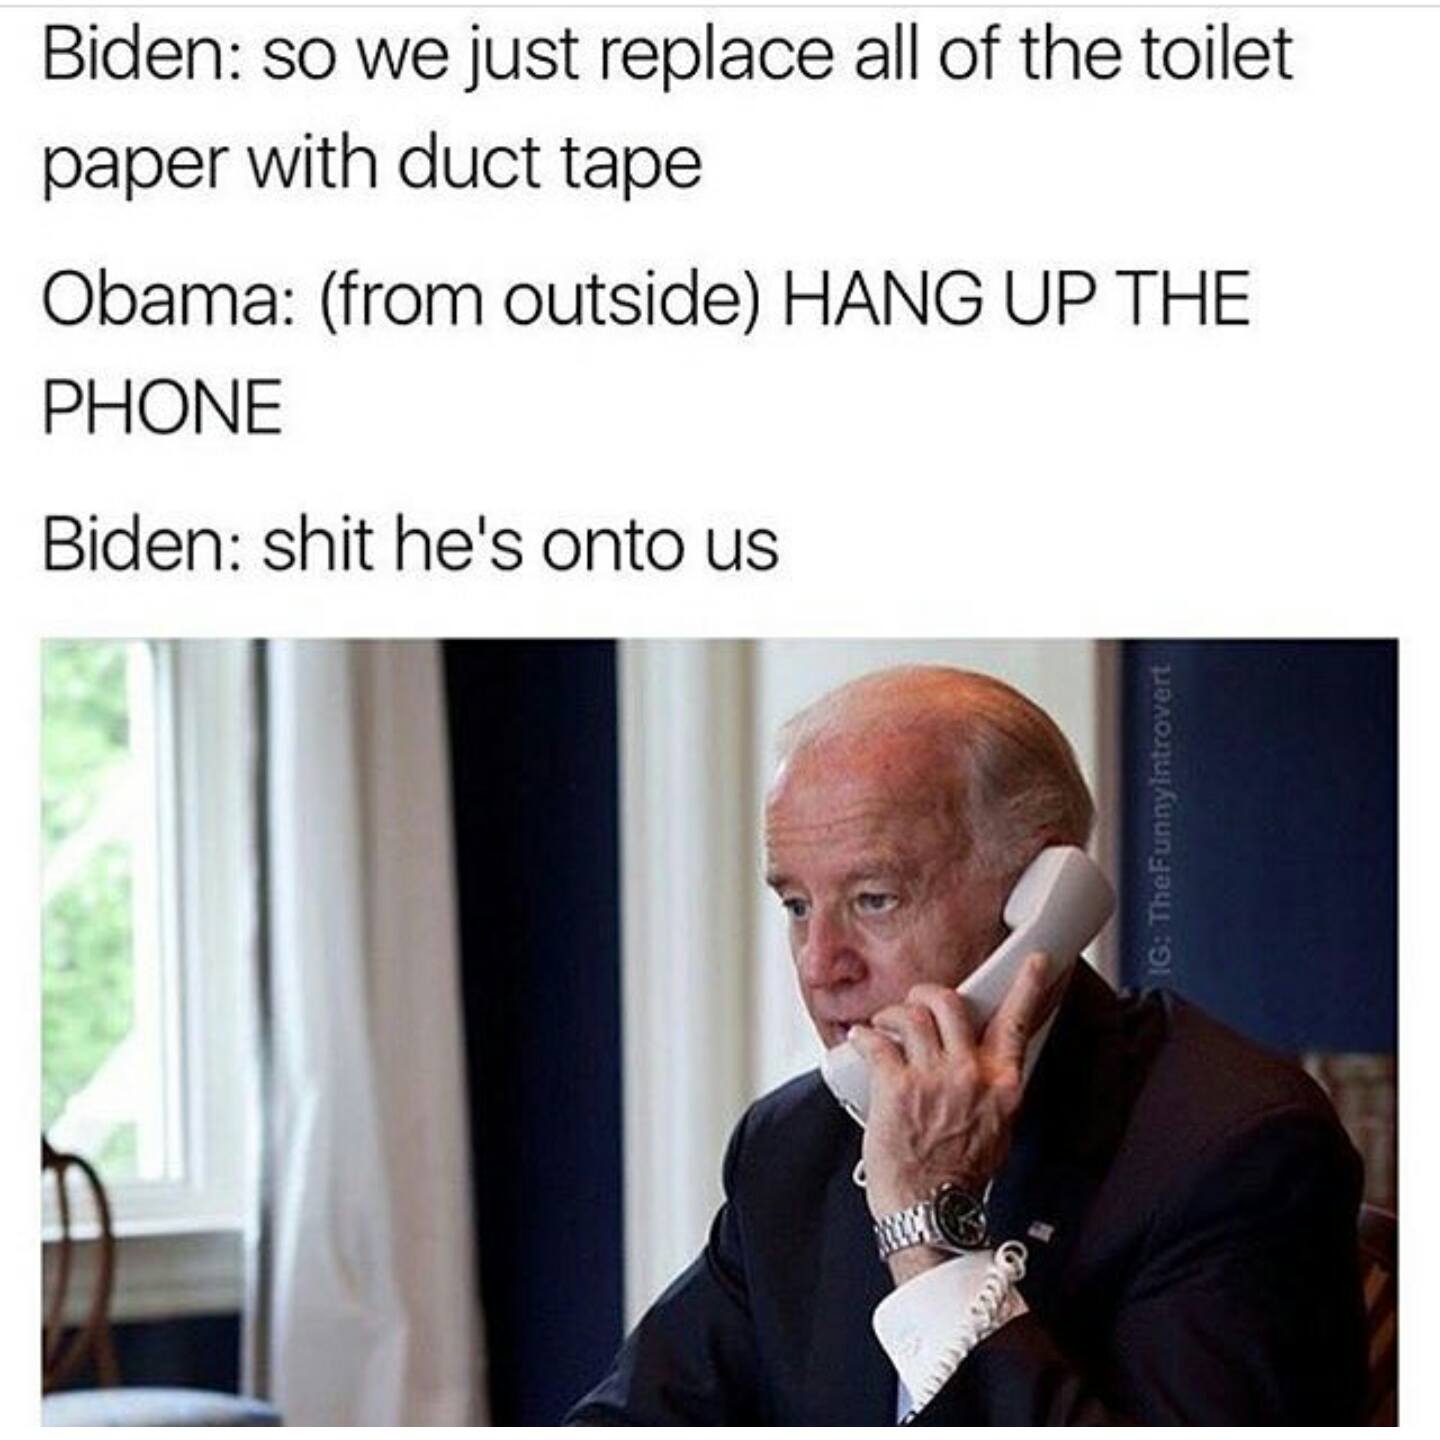 Biden: so we just replace all of the toilet
paper with duct tape
Obama: (from outside) HANG UP THE
PHONE
Biden: shit he's onto us
IG: TheFunnyIntrovert